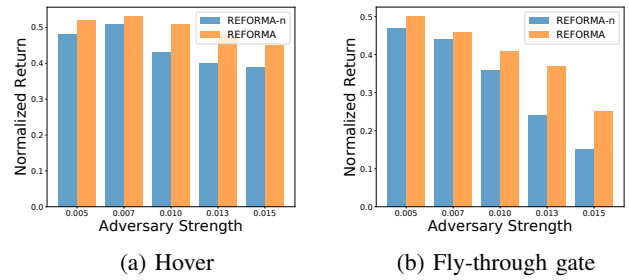 REFORMA-n
REFORMA
Normalized Return
0.5
0.4
0.3
0.2
0.1
0.0
0.005 0.007 0.010 0.013 0.015
Adversary Strength
(a) Hover
REFORMA-n
REFORMA
Normalized Return
0.5
0.4
0.3
0.2
0.1
0.0
0.005 0.007 0.010 0.013 0.015
Adversary Strength
(b) Fly-through gate